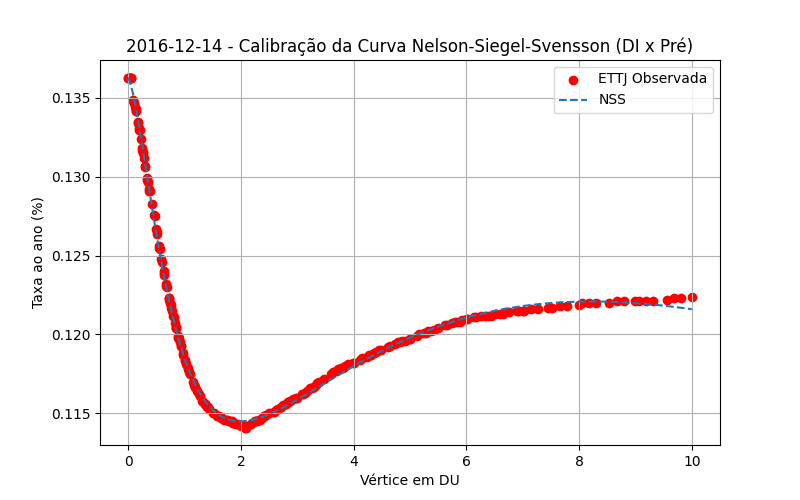 2016-12-14 - Calibração da Curva Nelson-Siegel-Svensson (DI x Pré)
ETTJ Observada
NSS
Taxa ao ano (%)
0.135
0.130
0.125
0.120
0.115
0 2 4 6 8 10
Vértice em DU